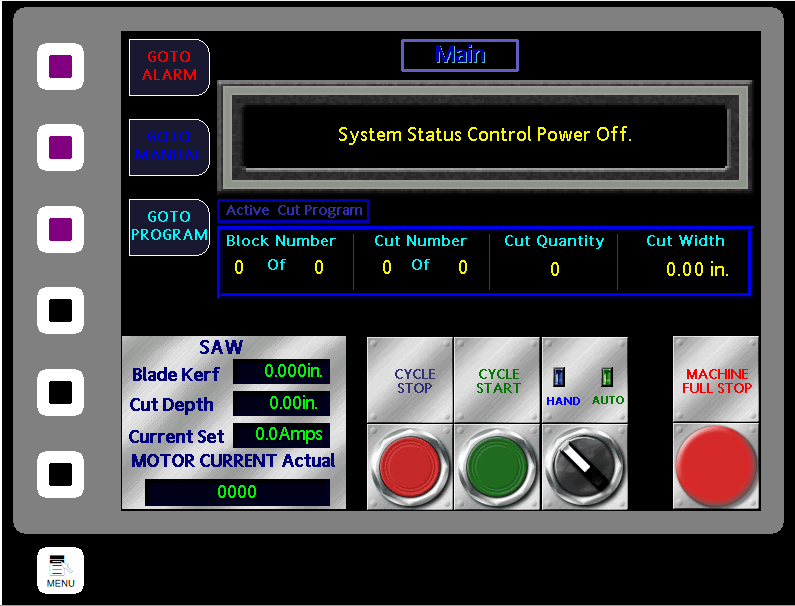 Main
GOTO
ALARM
System Status Control Power Off.
GOTO
MANUAL
GOTO
PROGRAM
Active Cut Program
Block Number
0 Of 0
Cut Number
0 Of 0
Cut Quantity
0
Cut Width
0.00 in.
SAW
Blade Kerf 0.000in.
Cut Depth 0.00in.
Current Set 0.0Amps
MOTOR CURRENT Actual
0000
CYCLE
STOP
CYCLE
START
HAND AUTO
MACHINE
FULL STOP
MENU